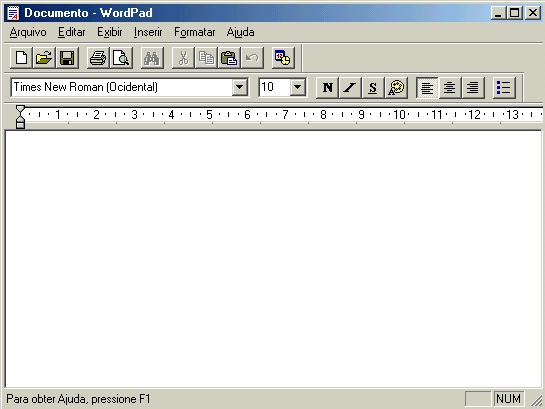 Documento - WordPad
Arquivo Editar Exibir Inserir Formatar Ajuda
Times New Roman (Ocidental) 10 N I S
1 2 3 4 5 6 7 8 9 10 11 12 13
Para obter Ajuda, pressione F1 NUM